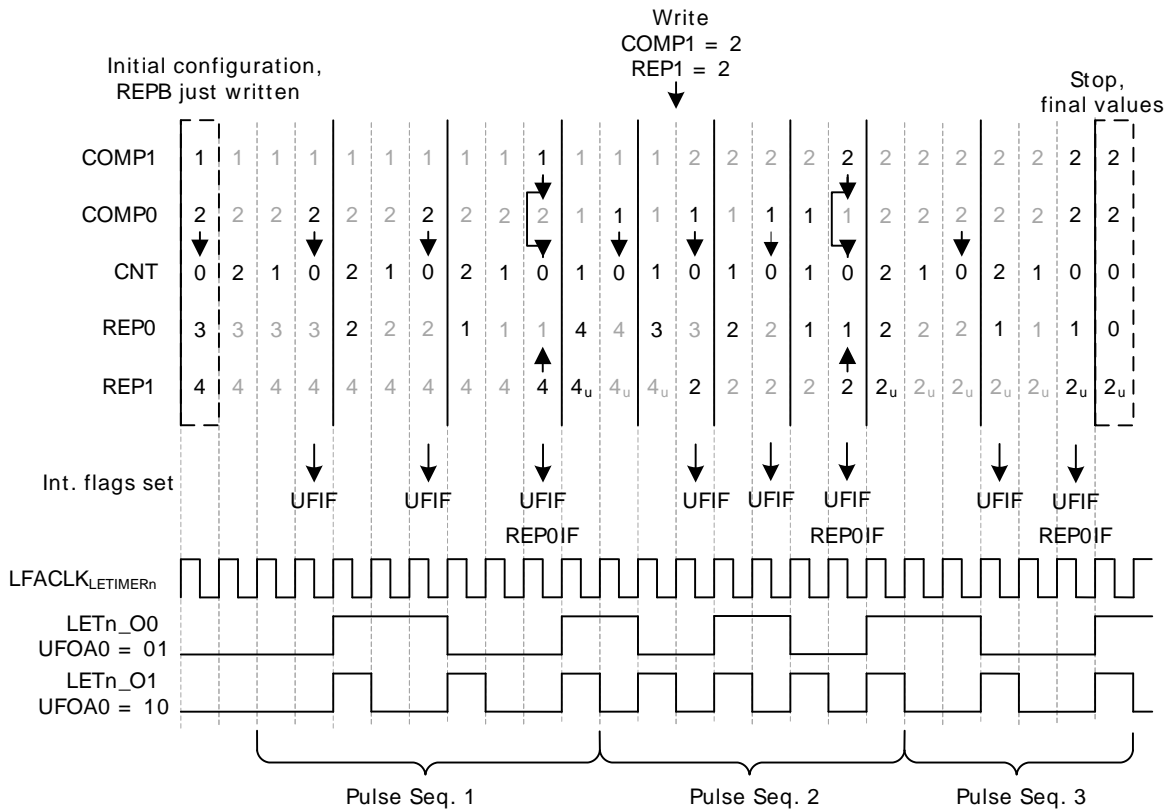 Write
COMP1 = 2
REP1 = 2
Initial configuration,
REPB just written
Stop,
final values
COMP1 1 1 1 1 1 1 1 1 1 1 1 1 1 2 2 2 2 2 2 2 2 2 2 2 2
COMP0 2 2 2 2 2 2 2 2 2 2 1 1 1 1 1 1 1 1 2 2 2 2 2 2 2
CNT 0 2 1 0 2 1 0 2 1 0 1 0 1 0 1 0 1 0 2 1 0 2 1 0 0
REP0 3 3 3 3 2 2 2 1 1 1 4 4 3 3 2 2 1 1 2 2 2 1 1 1 0
REP1 4 4 4 4 4 4 4 4 4 4 4u 4u 4u 2 2 2 2 2 2u 2u 2u 2u 2u 2u 2u
Int. flags set
UFIF UFIF UFIF UFIF UFIF UFIF UFIF UFIF
REP0IF REP0IF REP0IF
LFACLKLETIMERn
LETn_O0
UFOA0 = 01
LETn_O1
UFOA0 = 10
Pulse Seq. 1 Pulse Seq. 2 Pulse Seq. 3